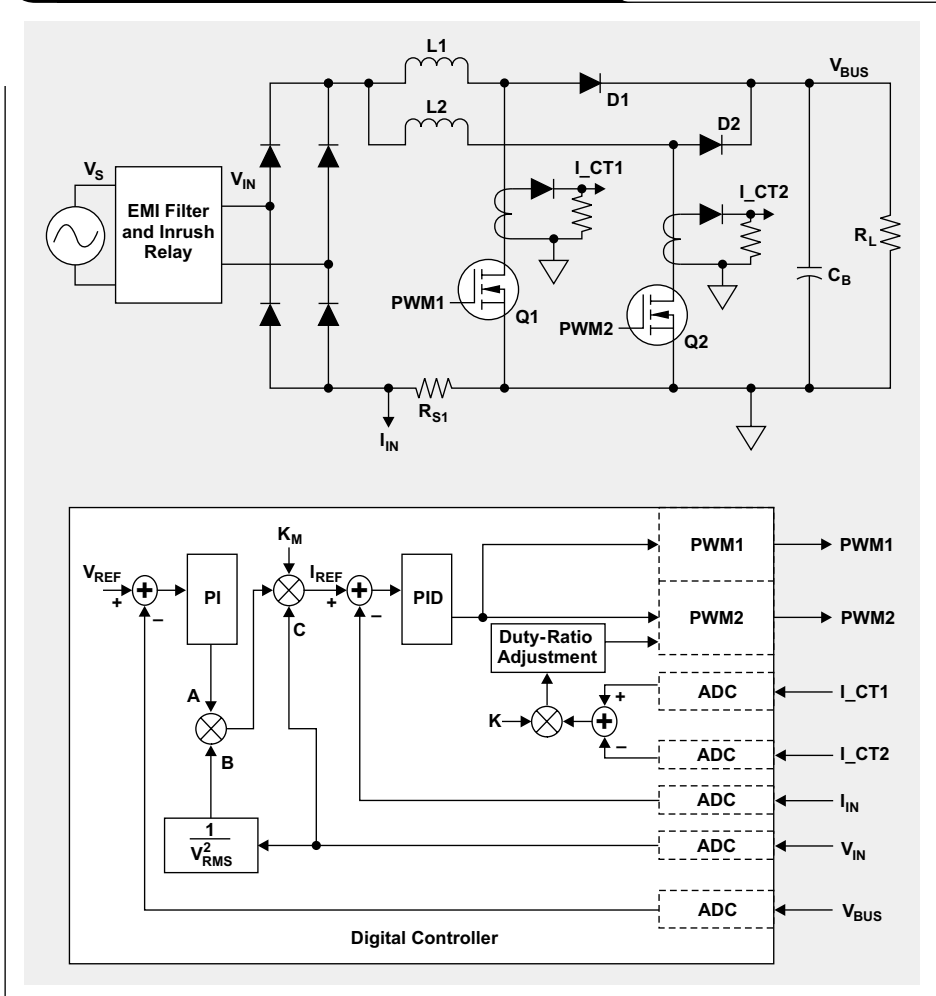 L1
V_BUS
D1
L2
D2
V_S
V_IN
I_CT1
I_CT2
EMI Filter
and Inrush
Relay
R_L
C_B
PWM1
Q1
PWM2
Q2
R_S1
I_IN
K_M
PWM1
PWM1
V_REF
+
–
PI
I_REF
+
–
PID
C
PWM2
PWM2
Duty-Ratio
Adjustment
A
+
ADC
I_CT1
K
–
B
ADC
I_CT2
ADC
I_IN
1
V²_RMS
ADC
V_IN
ADC
V_BUS
Digital Controller